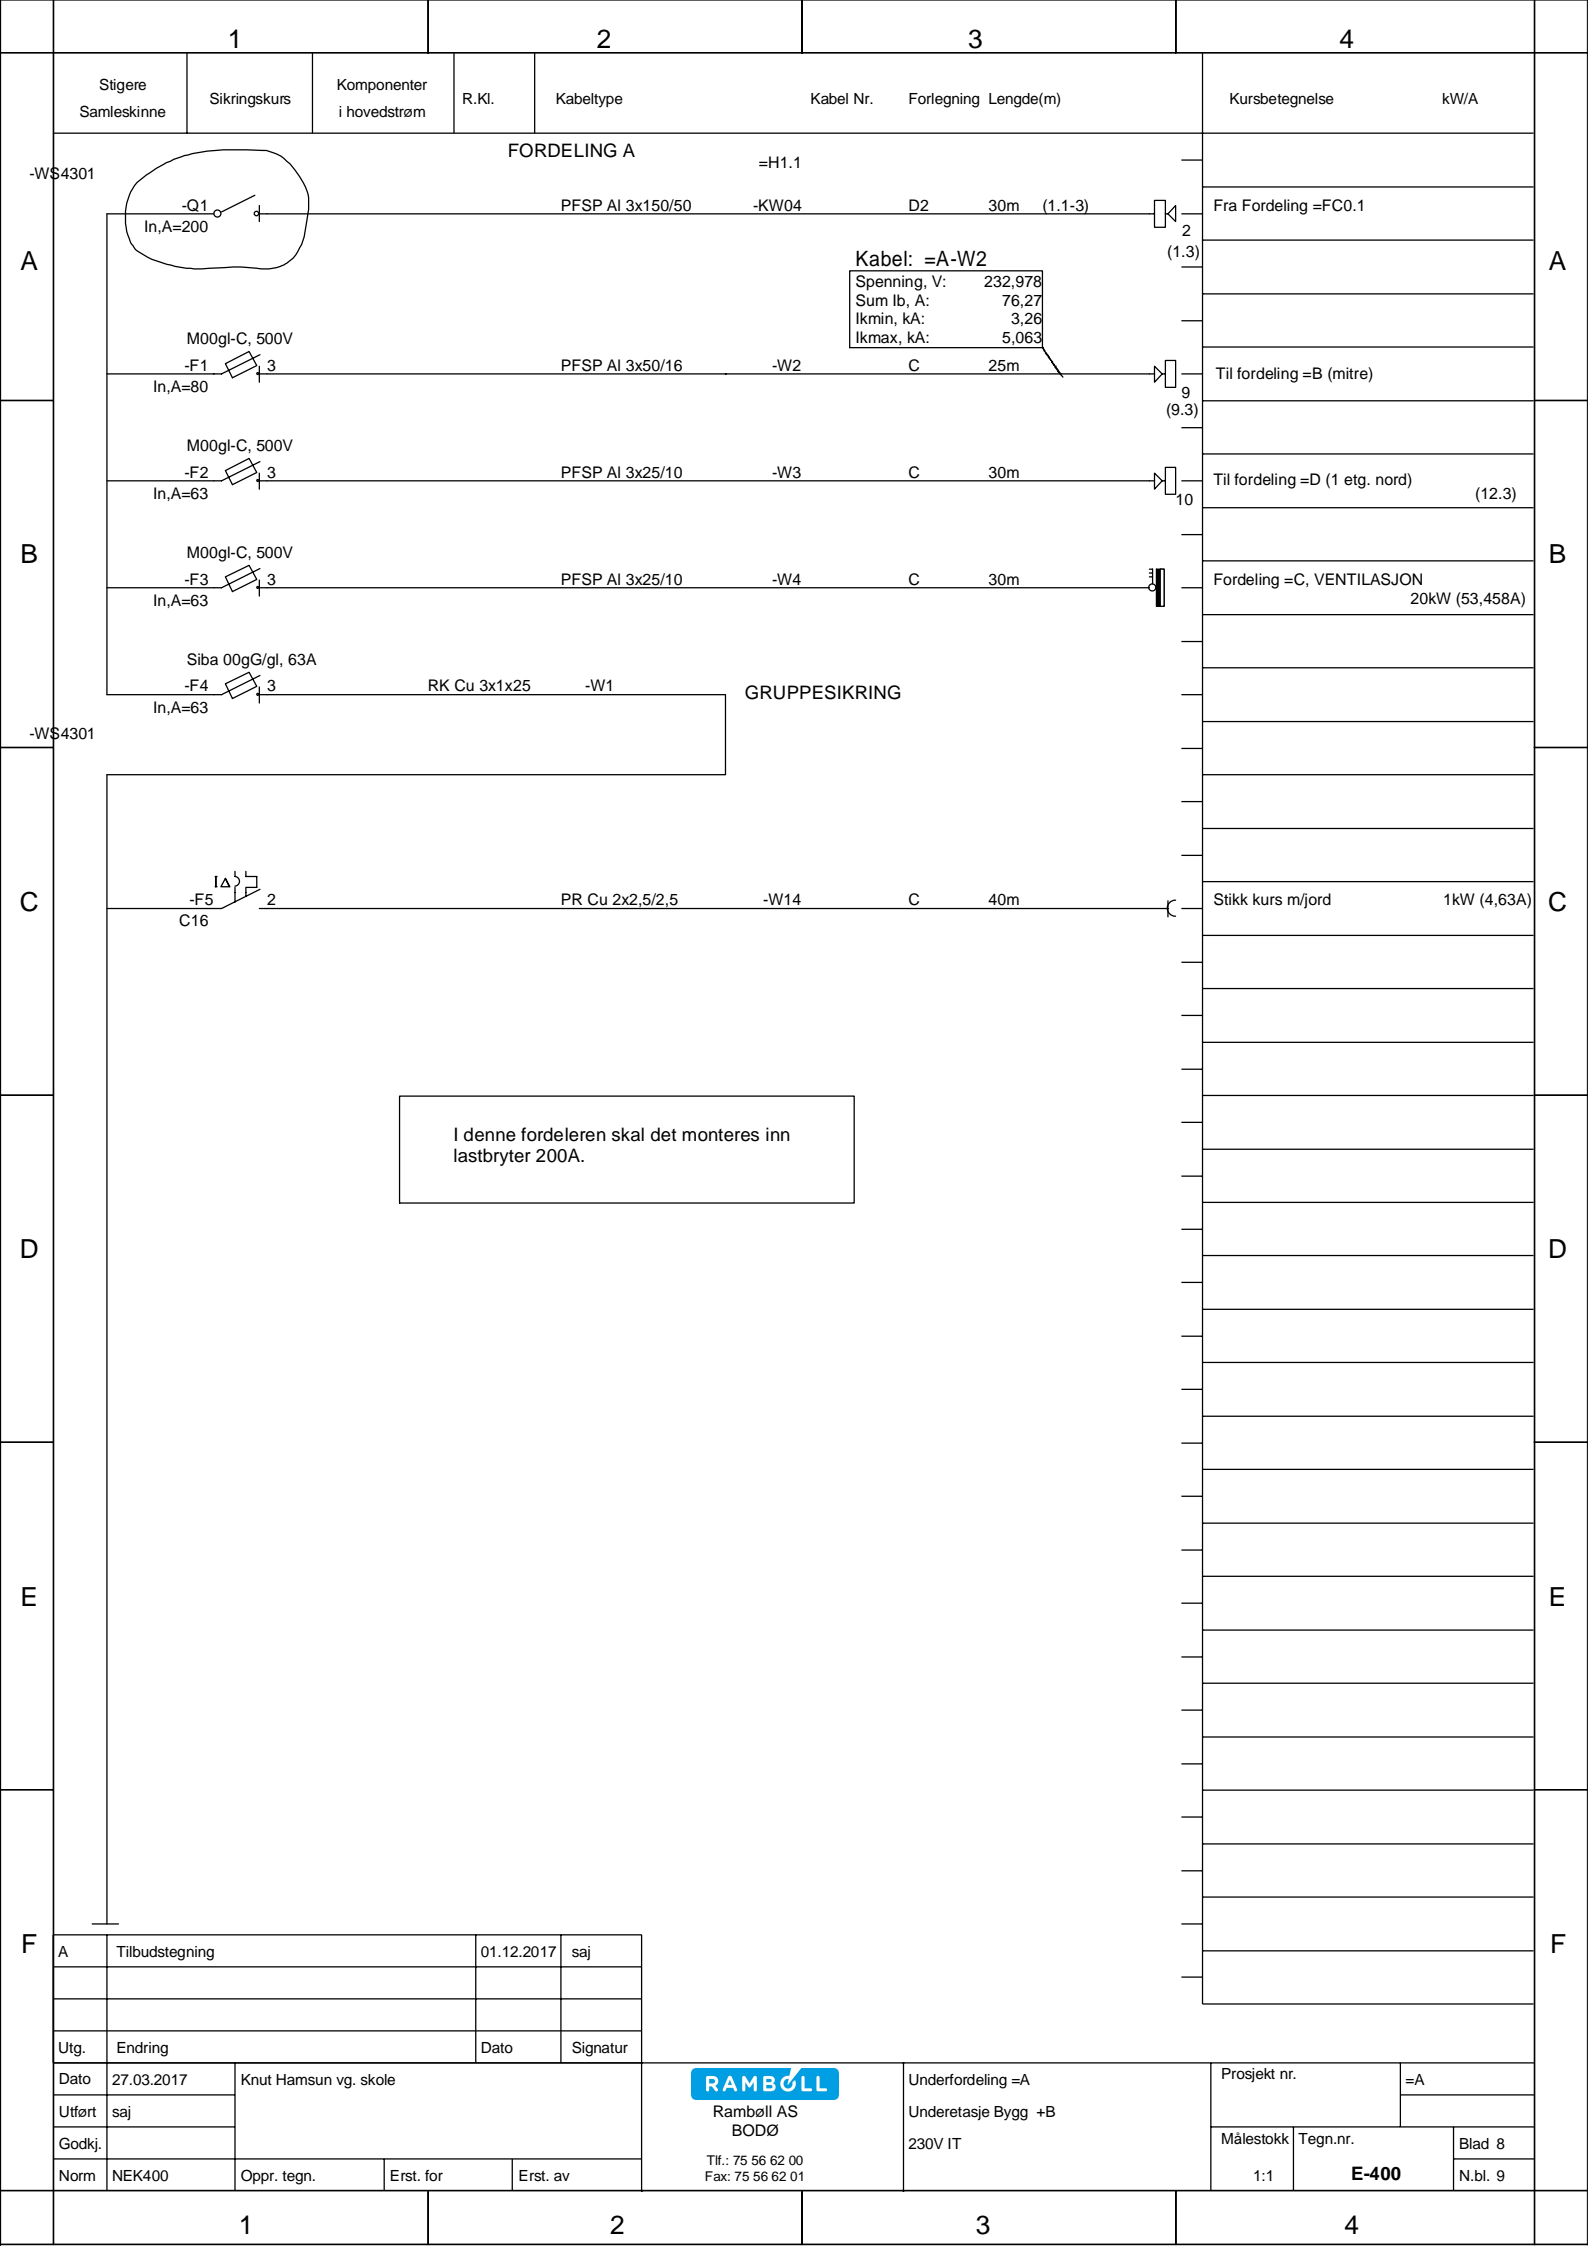 1 2 3 4
Stigere
Samleskinne
Sikringskurs
Komponenter
i hovedstrøm
R.Kl.
Kabeltype
Kabel Nr. Forlegning Lengde(m)
Kursbetegnelse kW/A
FORDELING A =H1.1
-WS4301
-Q1 PFSP Al 3x150/50 -KW04 D2 30m (1.1-3) Fra Fordeling =FC0.1
In,A=200
2
(1.3)
A A
Kabel: =A-W2
Spenning, V: 232,978
Sum Ib, A: 76,27
Ikmin, kA: 3,26
Ikmax, kA: 5,063
M00gl-C, 500V
-F1 3 PFSP Al 3x50/16 -W2 C 25m Til fordeling =B (mitre)
In,A=80
9
(9.3)
M00gl-C, 500V
-F2 3 PFSP Al 3x25/10 -W3 C 30m Til fordeling =D (1 etg. nord)
In,A=63 10 (12.3)
B B
M00gl-C, 500V
-F3 3 PFSP Al 3x25/10 -W4 C 30m Fordeling =C, VENTILASJON
In,A=63 20kW (53,458A)
Siba 00gG/gl, 63A
-F4 3 RK Cu 3x1x25 -W1 GRUPPESIKRING
In,A=63
-WS4301
I∆
C -F5 2 PR Cu 2x2,5/2,5 -W14 C 40m Stikk kurs m/jord 1kW (4,63A) C
C16
I denne fordeleren skal det monteres inn
lastbryter 200A.
D D
E E
F F
A Tilbudstegning 01.12.2017 saj
Utg. Endring Dato Signatur
Dato 27.03.2017 Knut Hamsun vg. skole
Utført saj
Godkj.
Norm NEK400 Oppr. tegn. Erst. for Erst. av
RAMBOLL
Rambøll AS
BODØ
Tlf.: 75 56 62 00
Fax: 75 56 62 01
Underfordeling =A
Underetasje Bygg +B
230V IT
Prosjekt nr. =A
Målestokk Tegn.nr. Blad 8
1:1 E-400 N.bl. 9
1 2 3 4